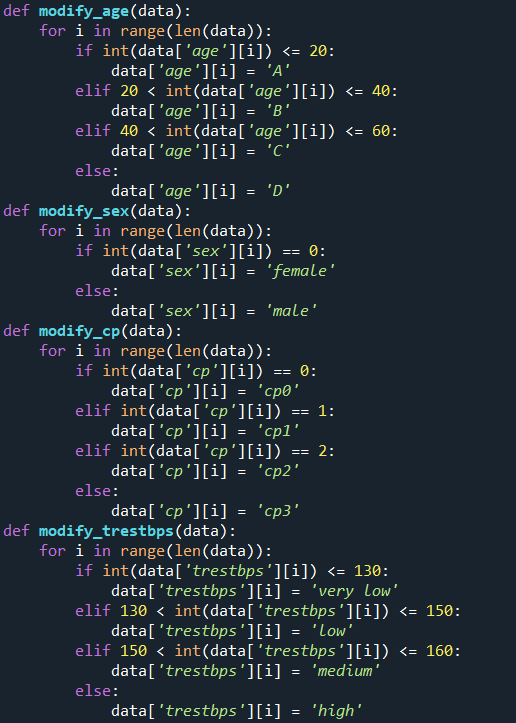 def modify_age(data):
    for i in range(len(data)):
        if int(data['age'][i]) <= 20:
            data['age'][i] = 'A'
        elif 20 < int(data['age'][i]) <= 40:
            data['age'][i] = 'B'
        elif 40 < int(data['age'][i]) <= 60:
            data['age'][i] = 'C'
        else:
            data['age'][i] = 'D'
def modify_sex(data):
    for i in range(len(data)):
        if int(data['sex'][i]) == 0:
            data['sex'][i] = 'female'
        else:
            data['sex'][i] = 'male'
def modify_cp(data):
    for i in range(len(data)):
        if int(data['cp'][i]) == 0:
            data['cp'][i] = 'cp0'
        elif int(data['cp'][i]) == 1:
            data['cp'][i] = 'cp1'
        elif int(data['cp'][i]) == 2:
            data['cp'][i] = 'cp2'
        else:
            data['cp'][i] = 'cp3'
def modify_trestbps(data):
    for i in range(len(data)):
        if int(data['trestbps'][i]) <= 130:
            data['trestbps'][i] = 'very low'
        elif 130 < int(data['trestbps'][i]) <= 150:
            data['trestbps'][i] = 'low'
        elif 150 < int(data['trestbps'][i]) <= 160:
            data['trestbps'][i] = 'medium'
        else:
            data['trestbps'][i] = 'high'